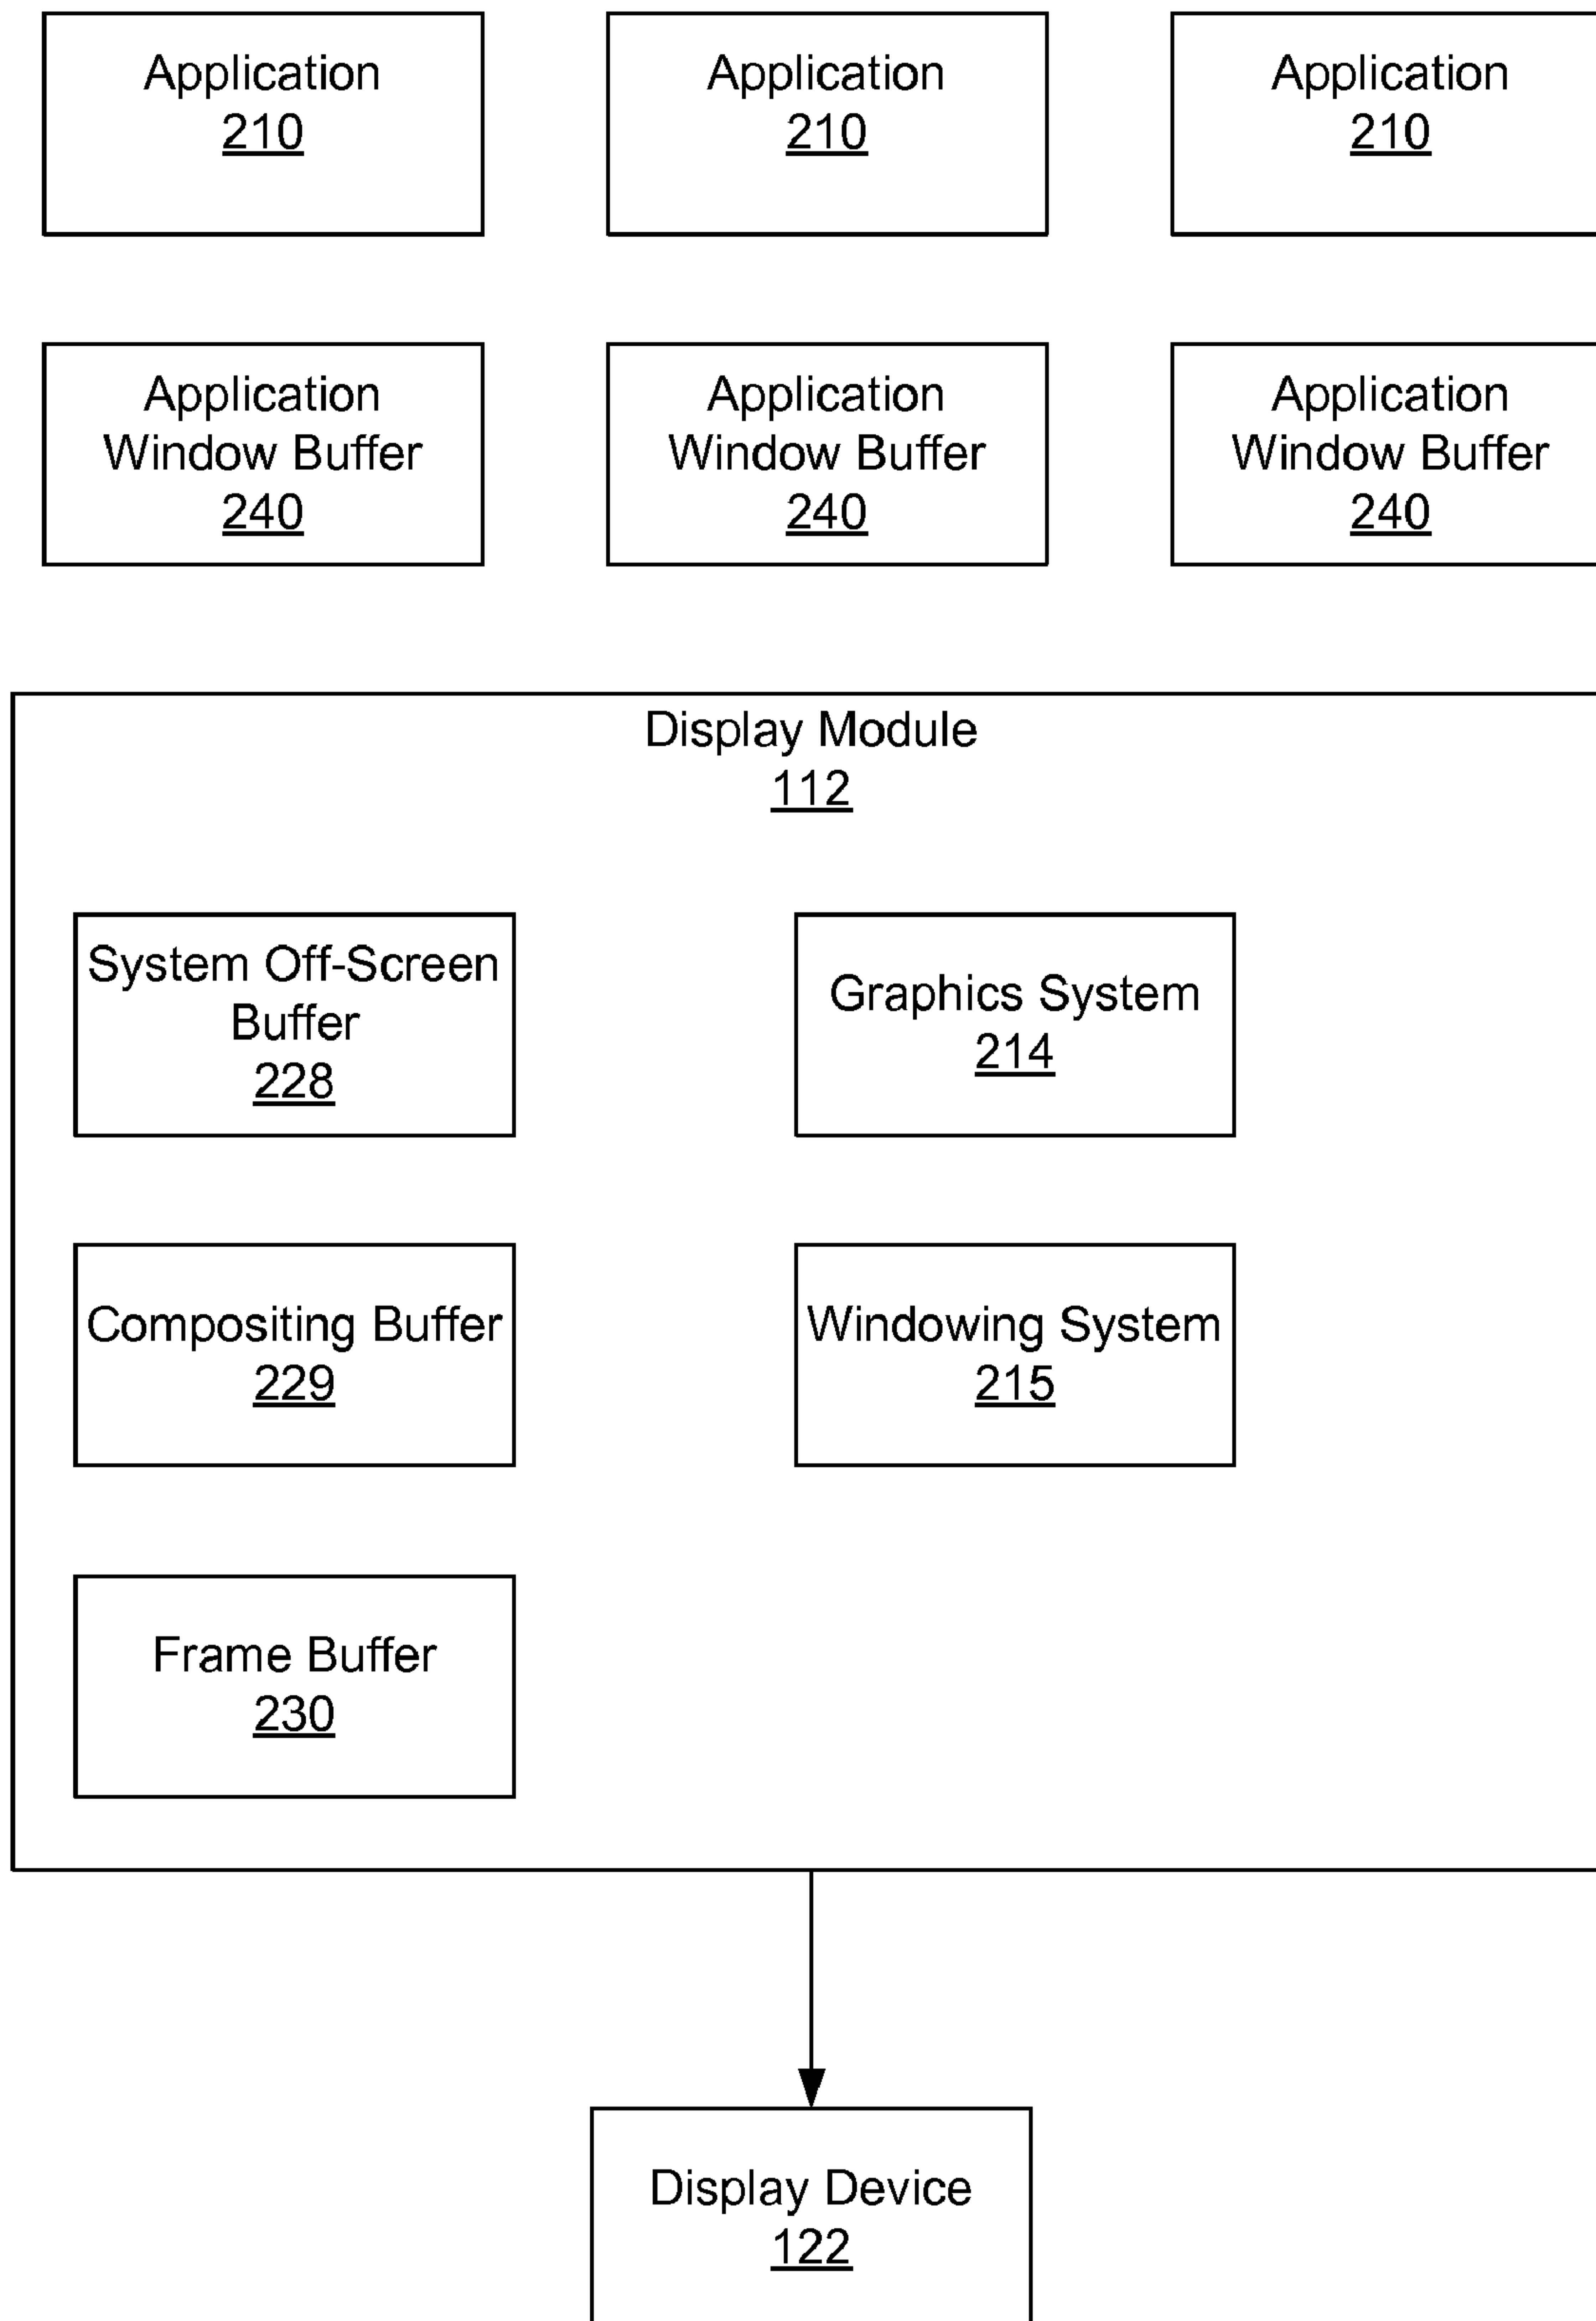 Application
210
Application
210
Application
210
Application
Window Buffer
240
Application
Window Buffer
240
Application
Window Buffer
240
Display Module
112
System Off-Screen
Buffer
228
Graphics System
214
Compositing Buffer
229
Windowing System
215
Frame Buffer
230
Display Device
122